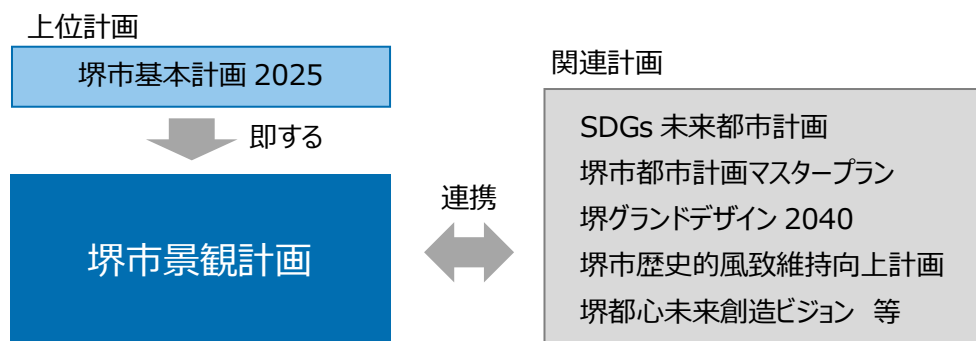 上位計画
堺市基本計画 2025
即する
堺市景観計画
連携
関連計画
SDGs 未来都市計画
堺市都市計画マスタープラン
堺グランドデザイン 2040
堺市歴史的風致維持向上計画
堺都心未来創造ビジョン 等